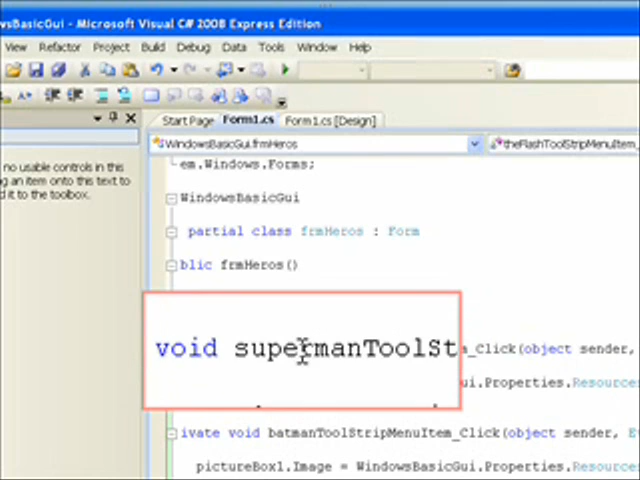 wsBasicGui - Microsoft Visual C# 2008 Express Edition
View Refactor Project Build Debug Data Tools Window Help
Start Page Form1.cs Form1.cs [Design]
WindowsBasicGui.frmHeros theFlashToolStripMenuItem_
no usable controls in this
ng an item onto this text to
d it to the toolbox.
em.Windows.Forms;
WindowsBasicGui
partial class frmHeros : Form
blic frmHeros()
void supermanToolSt
_Click(object sender,
ui.Properties.Resources
ivate void batmanToolStripMenuItem_Click(object sender, E
pictureBox1.Image = WindowsBasicGui.Properties.Resources